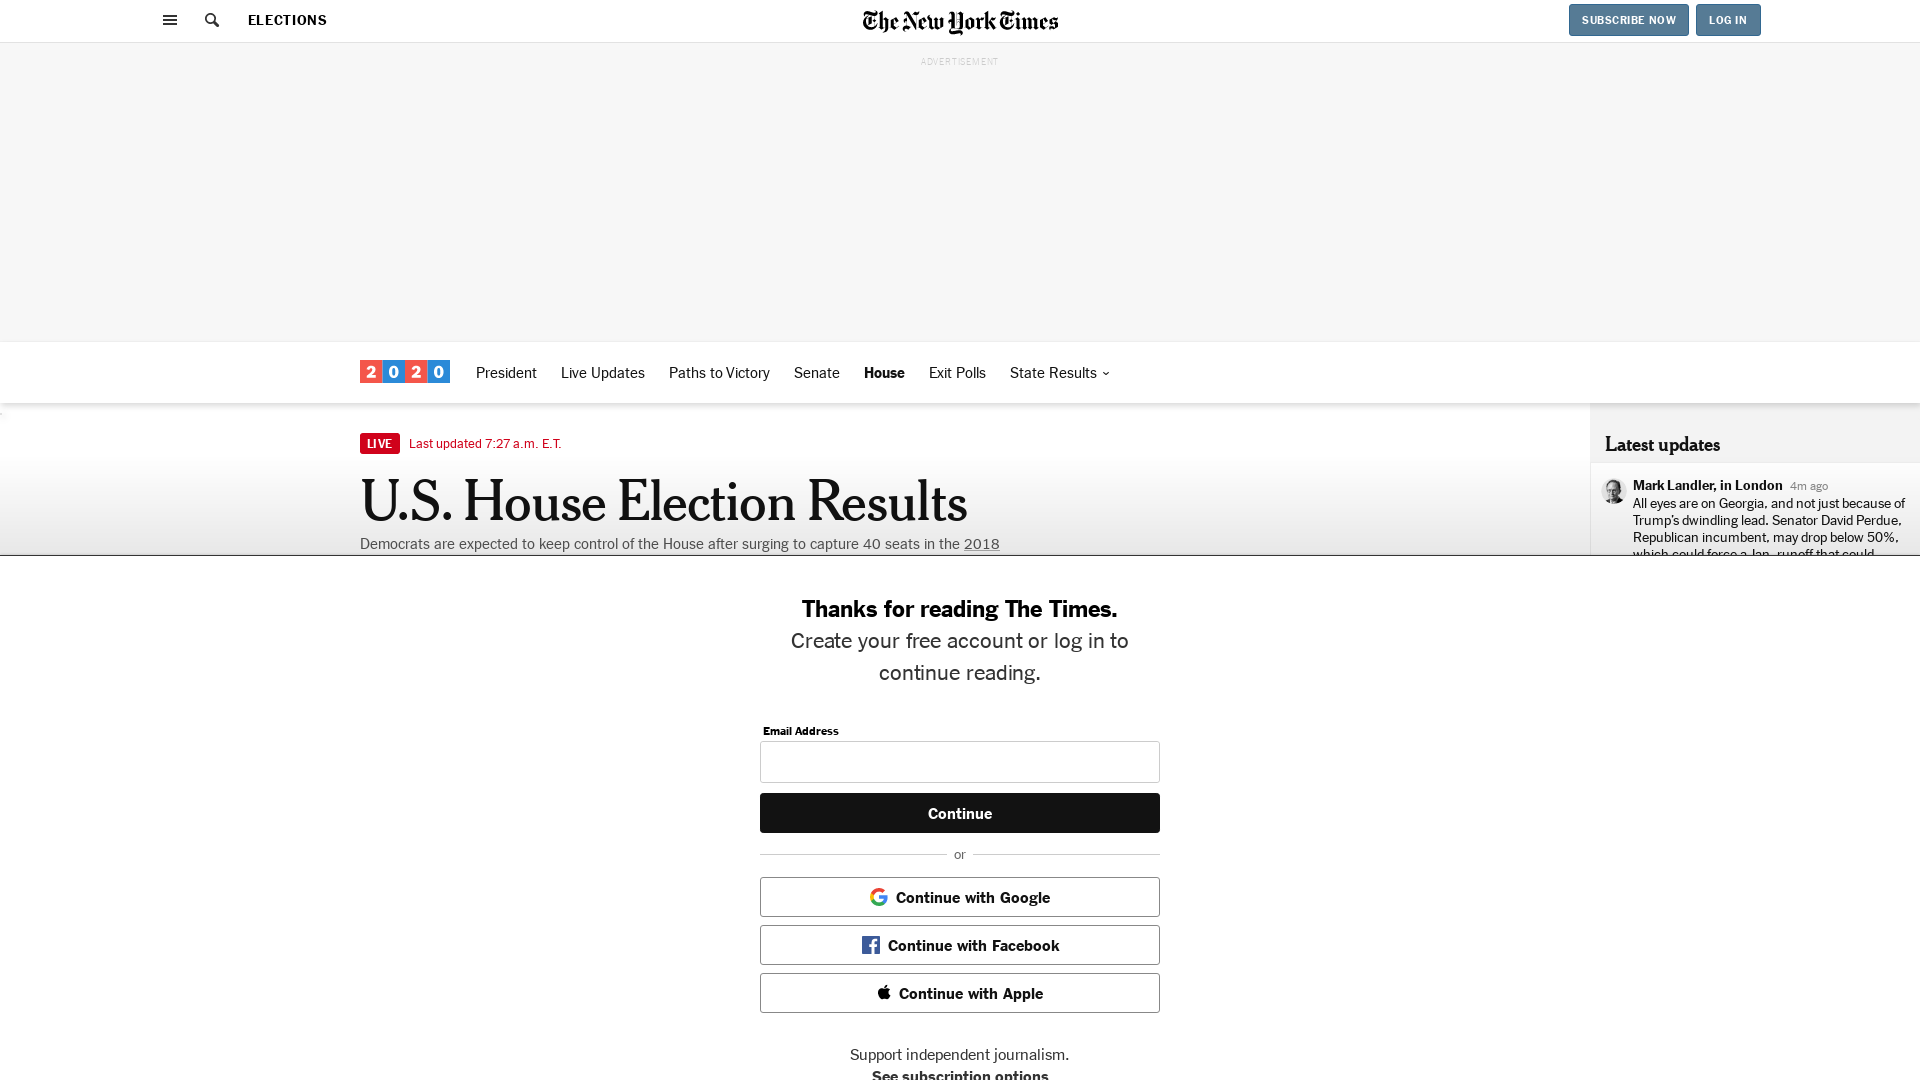 ELECTIONS
The New York Times
SUBSCRIBE NOW
LOG IN
ADVERTISEMENT
2020
President
Live Updates
Paths to Victory
Senate
House
Exit Polls
State Results
LIVE
Last updated 7:27 a.m. E.T.
U.S. House Election Results
Democrats are expected to keep control of the House after surging to capture 40 seats in the 2018
Latest updates
Mark Landler, in London 4m ago
All eyes are on Georgia, and not just because of
Trump’s dwindling lead. Senator David Perdue,
Republican incumbent, may drop below 50%,
which could force a Jan. runoff that could
Thanks for reading The Times.
Create your free account or log in to
continue reading.
Email Address
Continue
or
Continue with Google
Continue with Facebook
Continue with Apple
Support independent journalism.
See subscription options